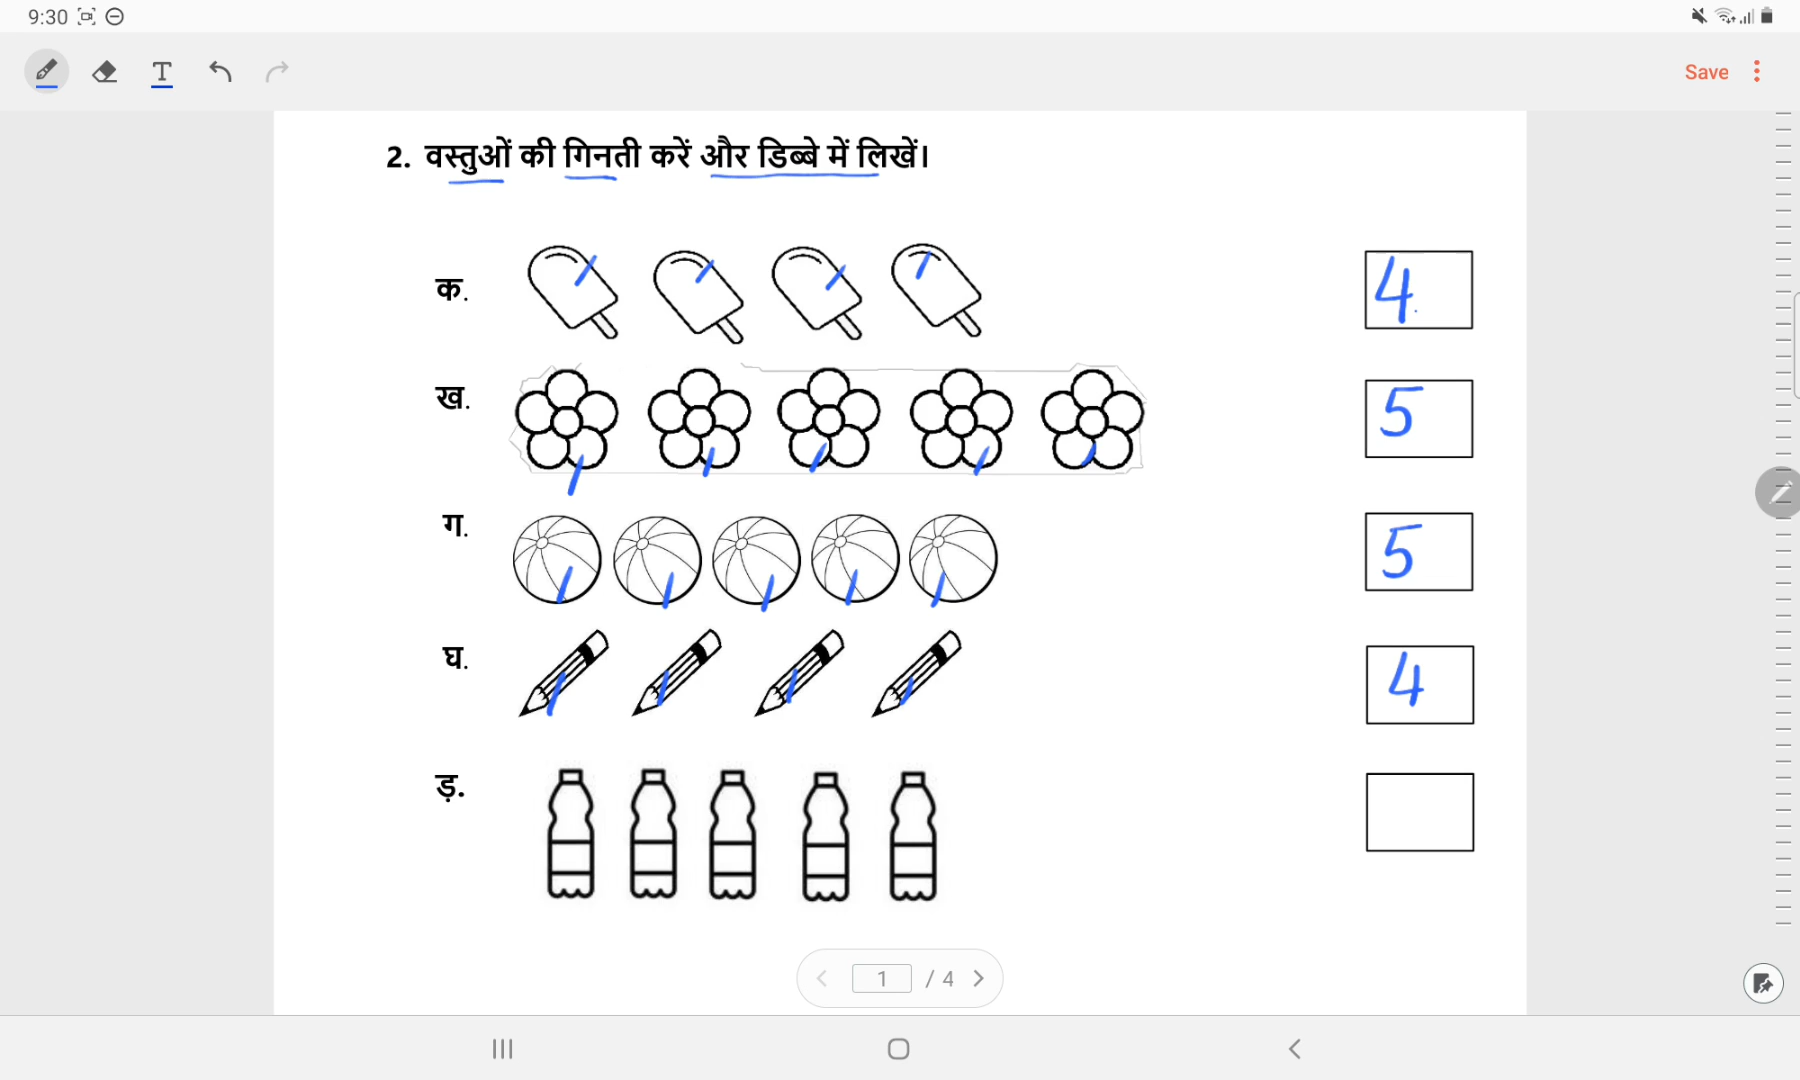 9:30
Save
2. वस्तुओं की गिनती करें और डिब्बे में लिखें।
क. 4
ख. 5
ग. 5
घ. 4
ड़.
1 / 4